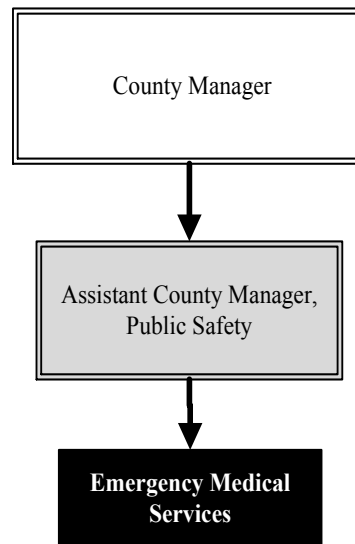 County Manager
Assistant County Manager,
Public Safety
Emergency Medical
Services